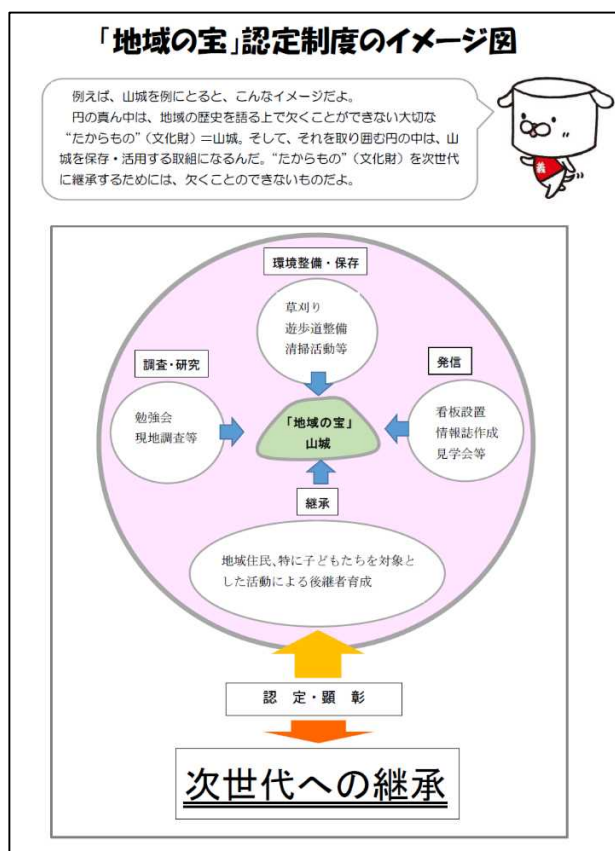 「地域の宝」認定制度のイメージ図
例えば、山城を例にとると、こんなイメージだよ。
円の真ん中は、地域の歴史を語る上で欠くことができない大切な
“たからもの”（文化財）＝山城。そして、それを取り囲む円の中は、山
城を保存・活用する取組になるんだ。“たからもの”（文化財）を次世代
に継承するためには、欠くことのできないものだよ。
義
環境整備・保存
草刈り
遊歩道整備
清掃活動等
調査・研究
勉強会
現地調査等
発信
看板設置
情報誌作成
見学会等
「地域の宝」
山城
継承
地域住民、特に子どもたちを対象と
した活動による後継者育成
認　定・顕　彰
次世代への継承